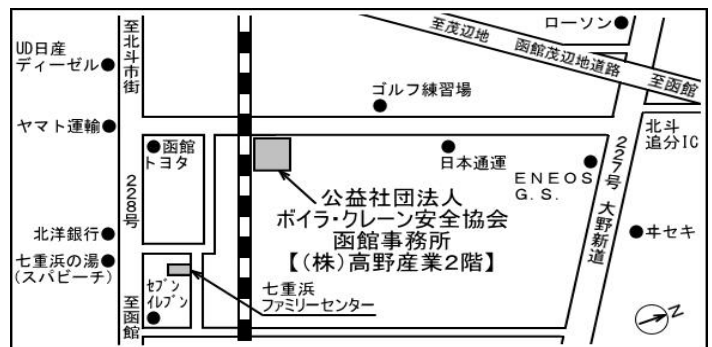 至茂辺地
函館茂辺地道路
至函館
ローソン
至北斗市街
UD日産
ディーゼル
ゴルフ練習場
ヤマト運輸
函館
トヨタ
日本通運
ENEOS
G.S.
北斗
追分IC
227号 大野新道
228号
公益社団法人
ボイラ・クレーン安全協会
函館事務所
【(株)高野産業2階】
北洋銀行
七重浜の湯
(スパビーチ)
セブン
イレブン
七重浜
ファミリーセンター
ヰセキ
至函館
N